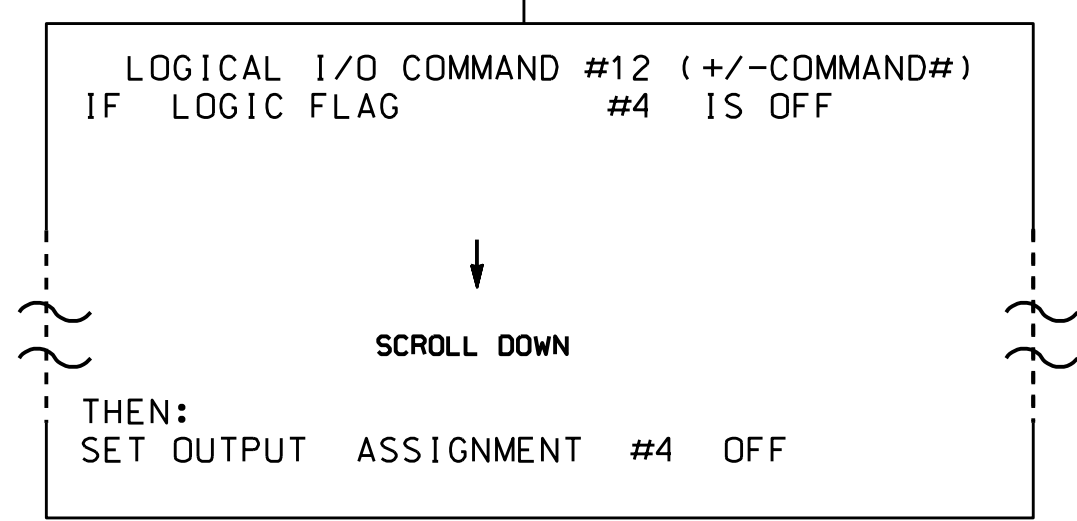 LOGICAL I/O COMMAND #12 (+/-COMMAND#)
IF LOGIC FLAG #4 IS OFF
SCROLL DOWN
THEN:
SET OUTPUT ASSIGNMENT #4 OFF